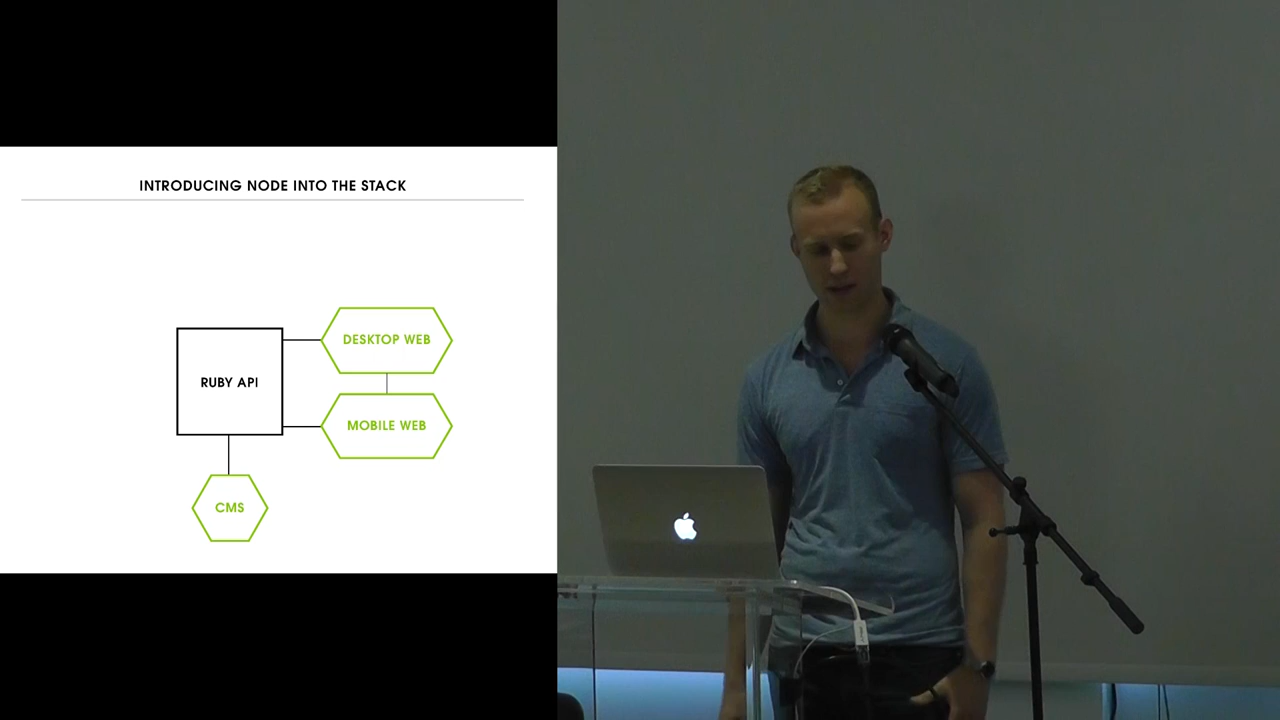 INTRODUCING NODE INTO THE STACK
DESKTOP WEB
RUBY API
MOBILE WEB
CMS